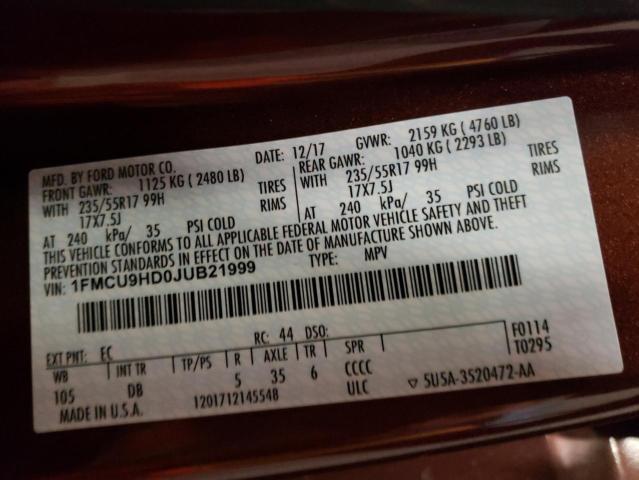 MFD. BY FORD MOTOR CO.
DATE: 12/17 GVWR: 2159 KG ( 4760 LB)
FRONT GAWR: 1125 KG ( 2480 LB)
REAR GAWR: 1040 KG ( 2293 LB)
WITH 235/55R17 99H TIRES
WITH 235/55R17 99H TIRES
17X7.5J RIMS
17X7.5J RIMS
AT 240 kPa/ 35 PSI COLD
AT 240 kPa/ 35 PSI COLD
THIS VEHICLE CONFORMS TO ALL APPLICABLE FEDERAL MOTOR VEHICLE SAFETY AND THEFT
PREVENTION STANDARDS IN EFFECT ON THE DATE OF MANUFACTURE SHOWN ABOVE.
VIN: 1FMCU9HD0JUB21999 TYPE: MPV
EXT PNT: EC RC: 44 DSO: F0114
WB INT TR TP/PS R AXLE TR SPR T0295
105 DB 5 35 6 CCCC
MADE IN U.S.A. 1201712145548 ULC ▽ 5U5A-3520472-AA